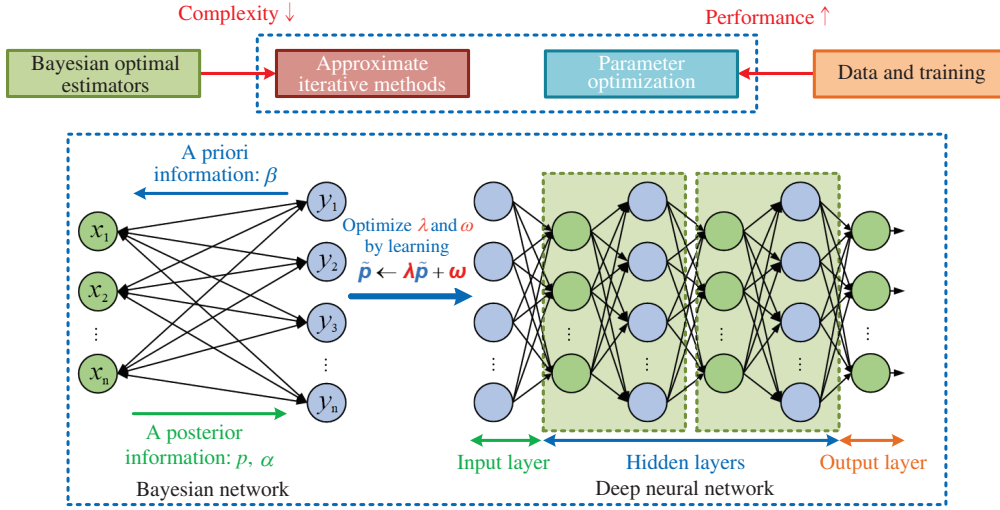 Complexity ↓
Performance ↑
Bayesian optimal
estimators
Approximate
iterative methods
Parameter
optimization
Data and training
A priori
information: β
x₁
x₂
⋮
xₙ
y₁
y₂
y₃
⋮
yₙ
A posterior
information: p, α
Bayesian network
Optimize λ and ω
by learning
p̃ ← λp̃ + ω
Input layer
Hidden layers
Output layer
Deep neural network